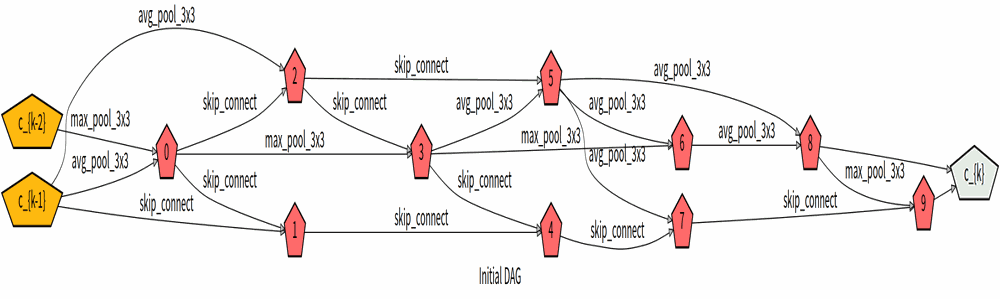 avg_pool_3x3
skip_connect
avg_pool_3x3
2
5
c_{k-2}
max_pool_3x3
skip_connect
skip_connect
avg_pool_3x3
avg_pool_3x3
0
max_pool_3x3
3
max_pool_3x3
6
avg_pool_3x3
8
avg_pool_3x3
avg_pool_3x3
c_{k-1}
skip_connect
skip_connect
skip_connect
max_pool_3x3
c_{k}
1
skip_connect
4
skip_connect
7
skip_connect
9
Initial DAG